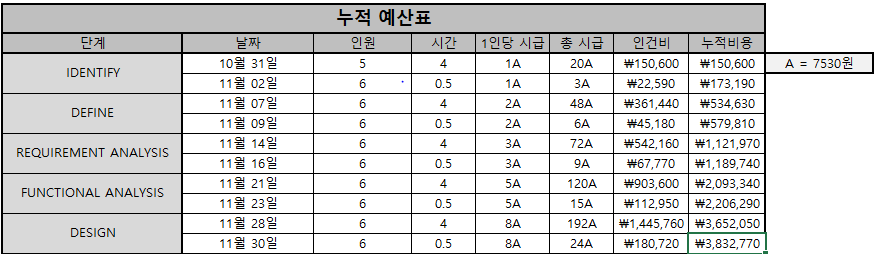 누적 예산표
단계 날짜 인원 시간 1인당 시급 총 시급 인건비 누적비용
IDENTIFY 10월 31일 5 4 1A 20A ₩150,600 ₩150,600 A = 7530원
11월 02일 6 0.5 1A 3A ₩22,590 ₩173,190
DEFINE 11월 07일 6 4 2A 48A ₩361,440 ₩534,630
11월 09일 6 0.5 2A 6A ₩45,180 ₩579,810
REQUIREMENT ANALYSIS 11월 14일 6 4 3A 72A ₩542,160 ₩1,121,970
11월 16일 6 0.5 3A 9A ₩67,770 ₩1,189,740
FUNCTIONAL ANALYSIS 11월 21일 6 4 5A 120A ₩903,600 ₩2,093,340
11월 23일 6 0.5 5A 15A ₩112,950 ₩2,206,290
DESIGN 11월 28일 6 4 8A 192A ₩1,445,760 ₩3,652,050
11월 30일 6 0.5 8A 24A ₩180,720 ₩3,832,770